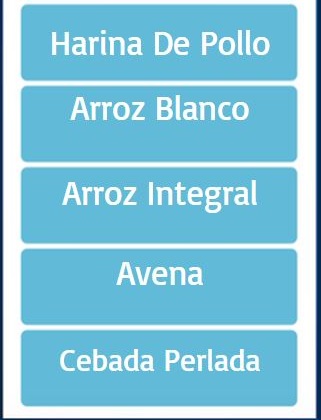 Harina De Pollo
Arroz Blanco
Arroz Integral
Avena
Cebada Perlada